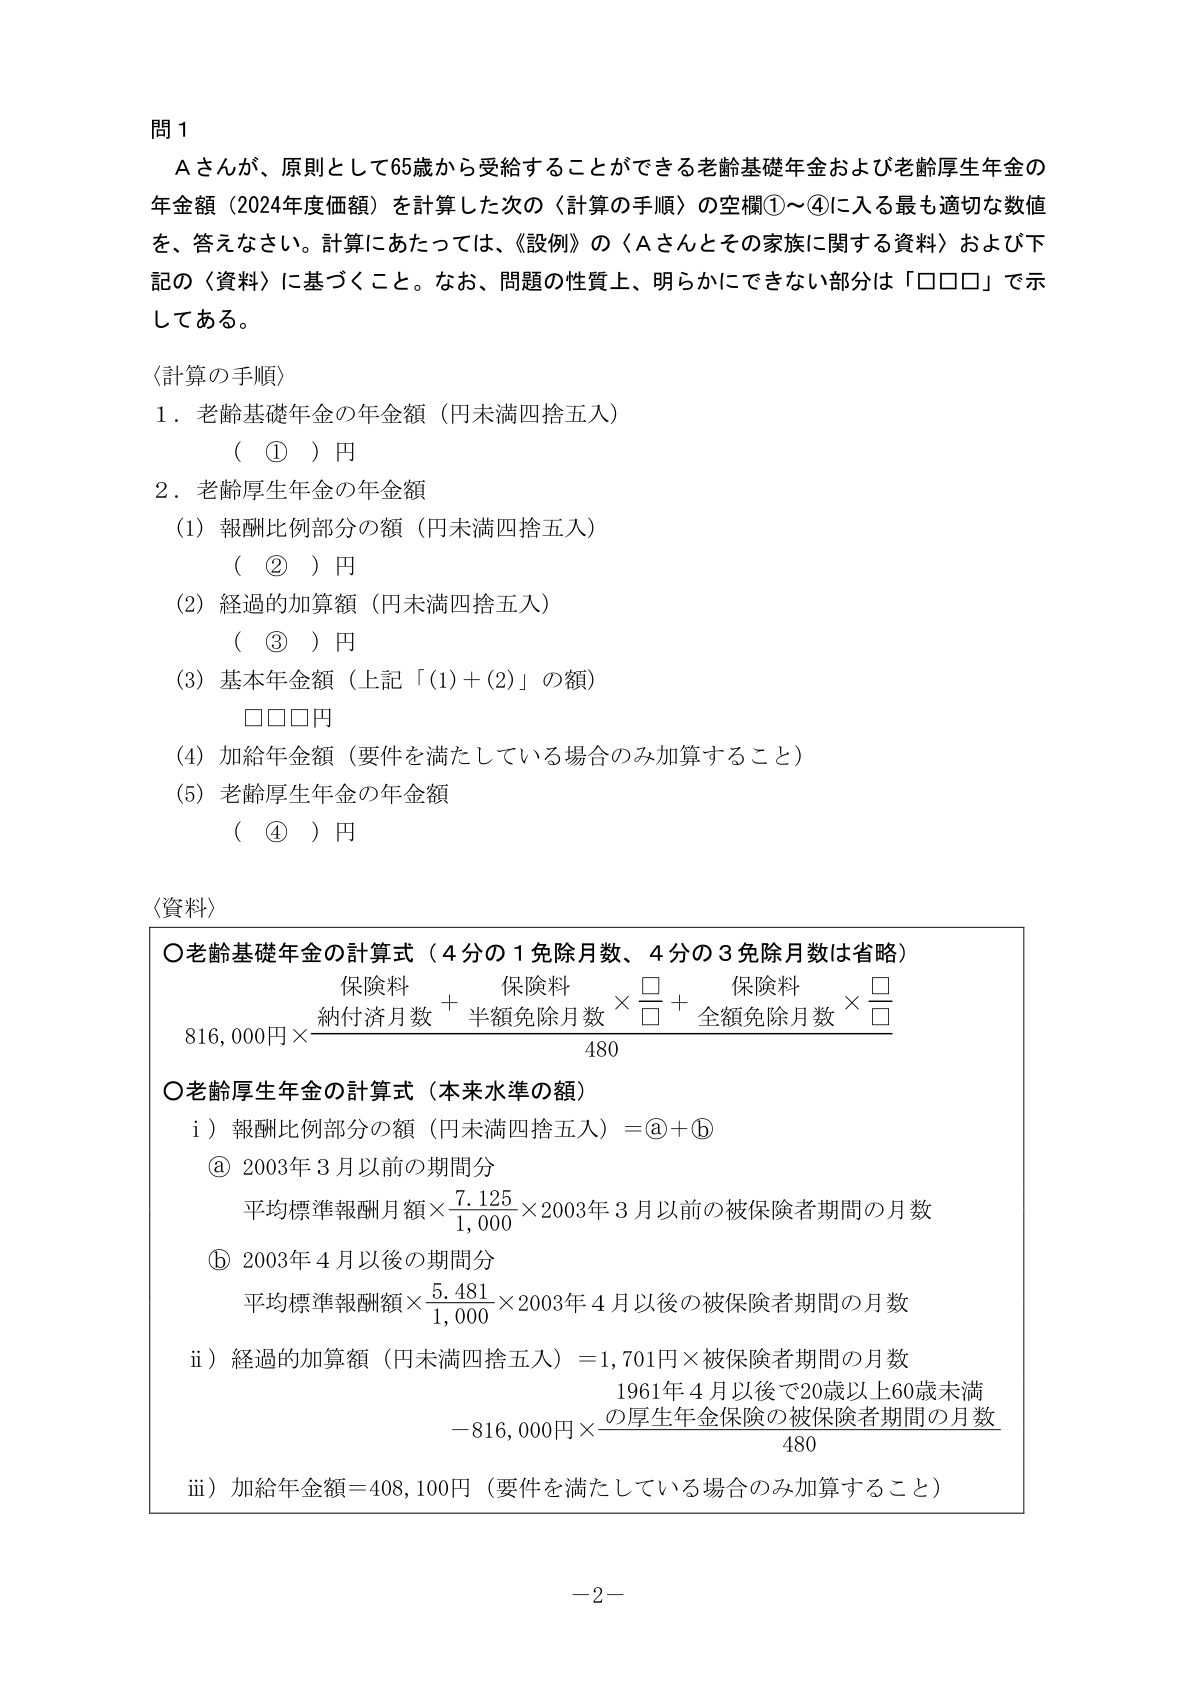 問１
Ａさんが、原則として65歳から受給することができる老齢基礎年金および老齢厚生年金の
年金額（2024年度価額）を計算した次の〈計算の手順〉の空欄①～④に入る最も適切な数値
を、答えなさい。計算にあたっては、《設例》の〈Ａさんとその家族に関する資料〉および下
記の〈資料〉に基づくこと。なお、問題の性質上、明らかにできない部分は「□□□」で示
してある。
〈計算の手順〉
１．老齢基礎年金の年金額（円未満四捨五入）
（　①　）円
２．老齢厚生年金の年金額
(1) 報酬比例部分の額（円未満四捨五入）
（　②　）円
(2) 経過的加算額（円未満四捨五入）
（　③　）円
(3) 基本年金額（上記「(1)＋(2)」の額）
□□□円
(4) 加給年金額（要件を満たしている場合のみ加算すること）
(5) 老齢厚生年金の年金額
（　④　）円
〈資料〉
○老齢基礎年金の計算式（４分の１免除月数、４分の３免除月数は省略）
保険料　保険料　□　保険料　□
納付済月数 ＋ 半額免除月数 × □ ＋ 全額免除月数 × □
816,000円×
480
○老齢厚生年金の計算式（本来水準の額）
ⅰ）報酬比例部分の額（円未満四捨五入）＝ⓐ＋ⓑ
ⓐ 2003年３月以前の期間分
平均標準報酬月額×7.125/1,000×2003年３月以前の被保険者期間の月数
ⓑ 2003年４月以後の期間分
平均標準報酬額×5.481/1,000×2003年４月以後の被保険者期間の月数
ⅱ）経過的加算額（円未満四捨五入）＝1,701円×被保険者期間の月数
1961年４月以後で20歳以上60歳未満
－816,000円×の厚生年金保険の被保険者期間の月数
480
ⅲ）加給年金額＝408,100円（要件を満たしている場合のみ加算すること）
－2－